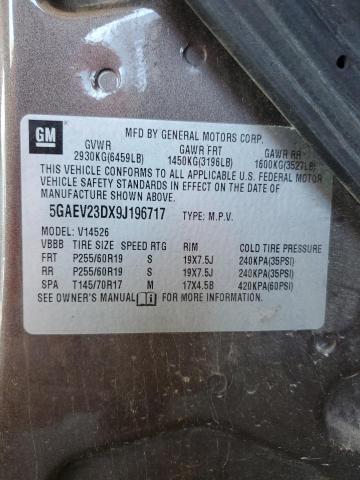 GM
MFD BY GENERAL MOTORS CORP.
GVWR GAWR FRT GAWR RR
2930KG(6459LB) 1450KG(3196LB) 1600KG(3527LB)
THIS VEHICLE CONFORMS TO ALL APPLICABLE U.S. FEDERAL MOTOR
VEHICLE SAFETY STANDARDS IN EFFECT ON THE DATE OF
MANUFACTURE SHOWN ABOVE.
5GAEV23DX9J196717 TYPE: M.P.V.
MODEL: V14526
VBBB TIRE SIZE SPEED RTG RIM COLD TIRE PRESSURE
FRT P255/60R19 S 19X7.5J 240KPA(35PSI)
RR P255/60R19 S 19X7.5J 240KPA(35PSI)
SPA T145/70R17 M 17X4.5B 420KPA(60PSI)
SEE OWNER'S MANUAL FOR MORE INFORMATION.